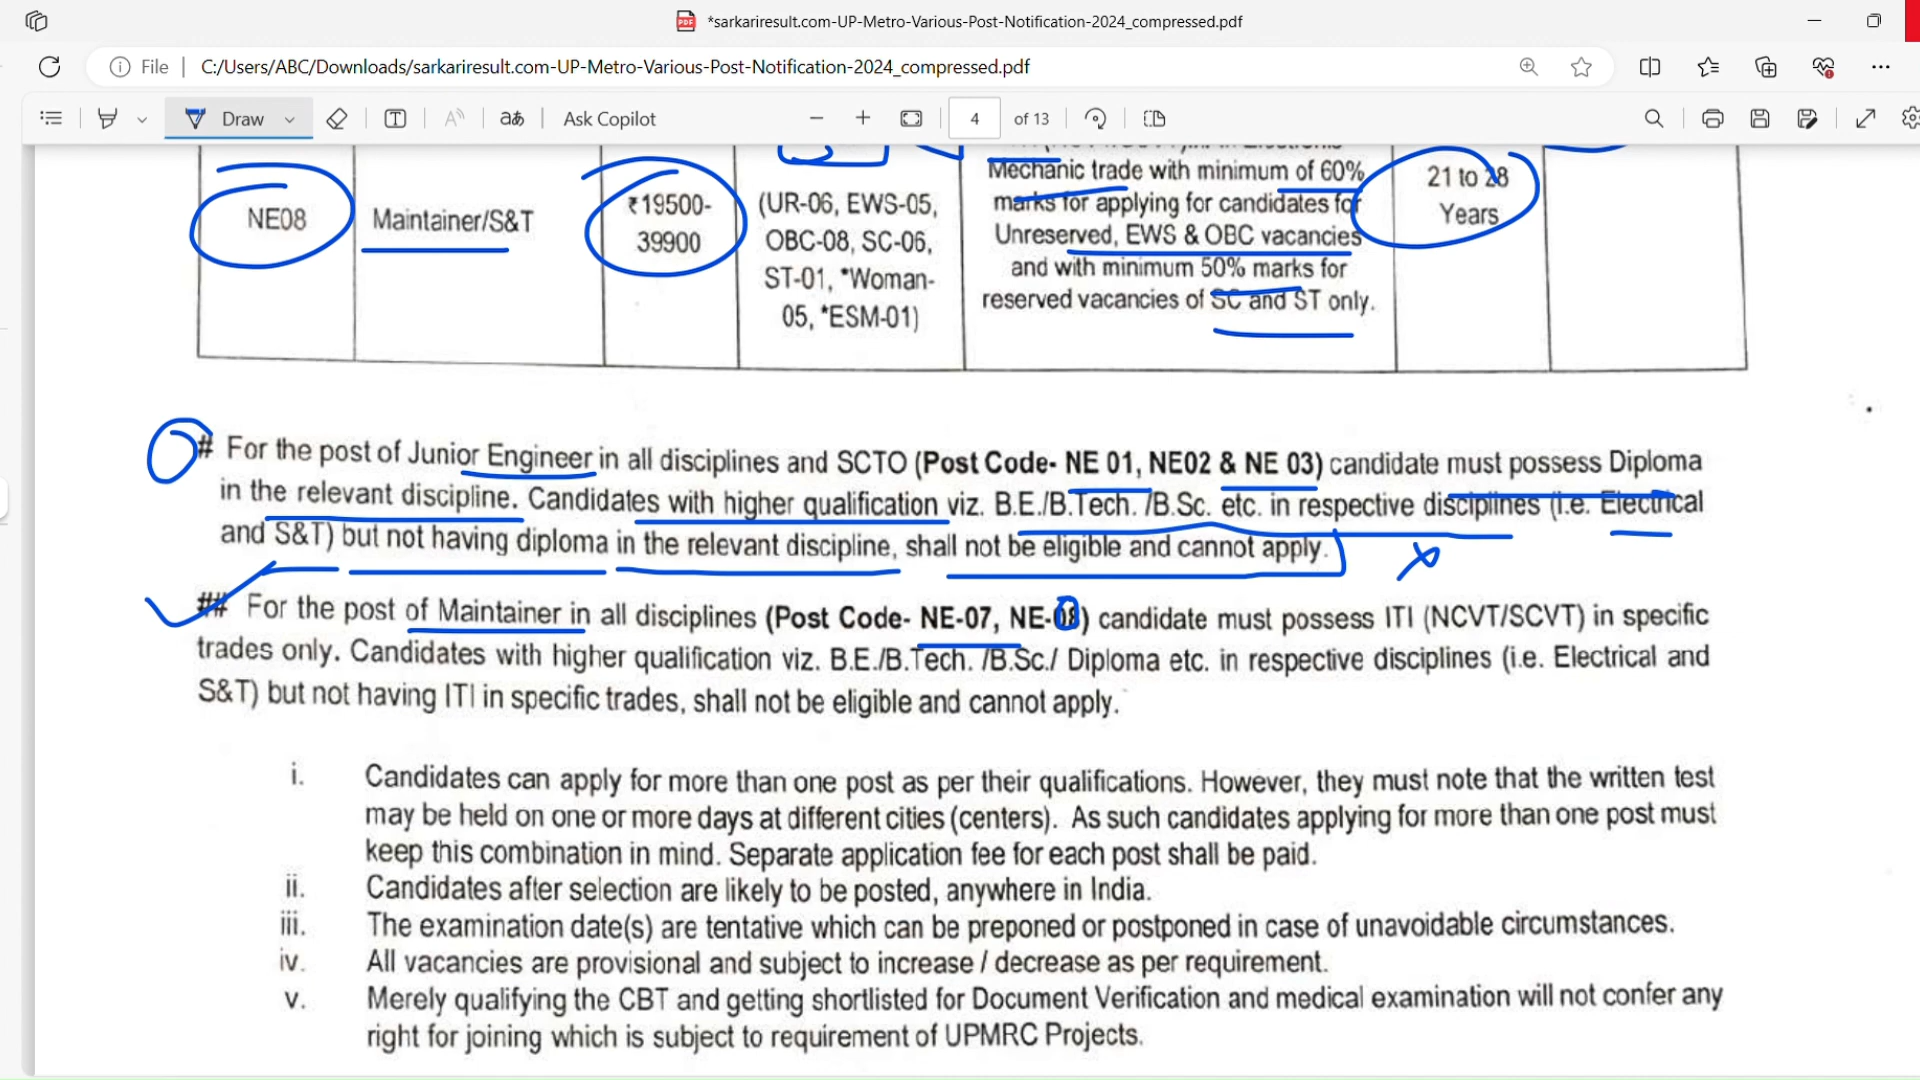 *sarkariresult.com-UP-Metro-Various-Post-Notification-2024_compressed.pdf
File | C:/Users/ABC/Downloads/sarkariresult.com-UP-Metro-Various-Post-Notification-2024_compressed.pdf
Draw aあ Ask Copilot 4 of 13
Mechanic trade with minimum of 60%
marks for applying for candidates for
Unreserved, EWS & OBC vacancies
and with minimum 50% marks for
reserved vacancies of SC and ST only.
NE08
Maintainer/S&T
₹19500-
39900
(UR-06, EWS-05,
OBC-08, SC-06,
ST-01, *Woman-
05, *ESM-01)
21 to 28
Years
# For the post of Junior Engineer in all disciplines and SCTO (Post Code- NE 01, NE02 & NE 03) candidate must possess Diploma
in the relevant discipline. Candidates with higher qualification viz. B.E./B.Tech. /B.Sc. etc. in respective disciplines (i.e. Electrical
and S&T) but not having diploma in the relevant discipline, shall not be eligible and cannot apply.
## For the post of Maintainer in all disciplines (Post Code- NE-07, NE-08) candidate must possess ITI (NCVT/SCVT) in specific
trades only. Candidates with higher qualification viz. B.E./B.Tech. /B.Sc./ Diploma etc. in respective disciplines (i.e. Electrical and
S&T) but not having ITI in specific trades, shall not be eligible and cannot apply.
i. Candidates can apply for more than one post as per their qualifications. However, they must note that the written test
may be held on one or more days at different cities (centers). As such candidates applying for more than one post must
keep this combination in mind. Separate application fee for each post shall be paid.
ii. Candidates after selection are likely to be posted, anywhere in India.
iii. The examination date(s) are tentative which can be preponed or postponed in case of unavoidable circumstances.
iv. All vacancies are provisional and subject to increase / decrease as per requirement.
v. Merely qualifying the CBT and getting shortlisted for Document Verification and medical examination will not confer any
right for joining which is subject to requirement of UPMRC Projects.